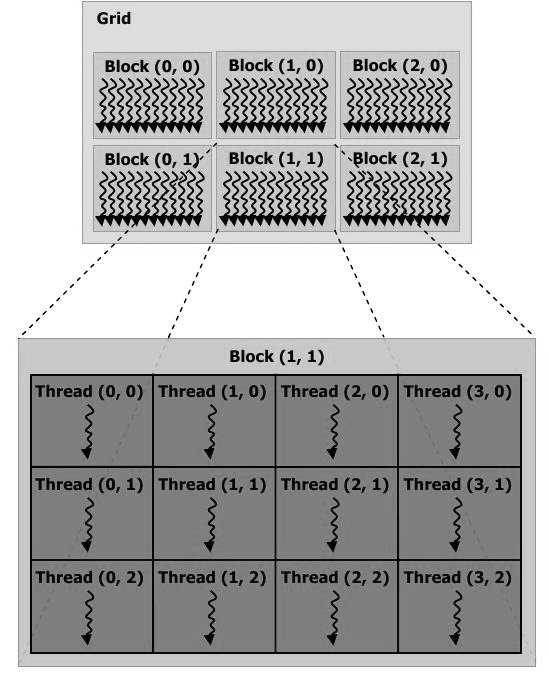 Grid
Block (0, 0) Block (1, 0) Block (2, 0)
Block (0, 1) Block (1, 1) Block (2, 1)
Block (1, 1)
Thread (0, 0) Thread (1, 0) Thread (2, 0) Thread (3, 0)
Thread (0, 1) Thread (1, 1) Thread (2, 1) Thread (3, 1)
Thread (0, 2) Thread (1, 2) Thread (2, 2) Thread (3, 2)